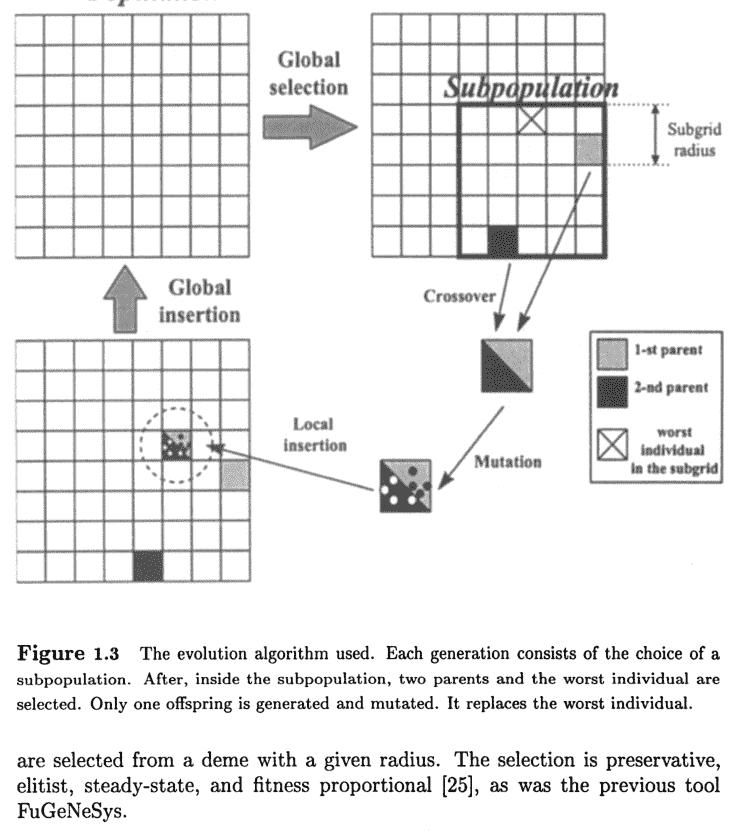 Global
selection
Subpopulation
Subgrid
radius
Global
insertion
Crossover
1-st parent
2-nd parent
worst
individual
in the subgrid
Local
insertion
Mutation
Figure 1.3 The evolution algorithm used. Each generation consists of the choice of a
subpopulation. After, inside the subpopulation, two parents and the worst individual are
selected. Only one offspring is generated and mutated. It replaces the worst individual.
are selected from a deme with a given radius. The selection is preservative,
elitist, steady-state, and fitness proportional [25], as was the previous tool
FuGeNeSys.